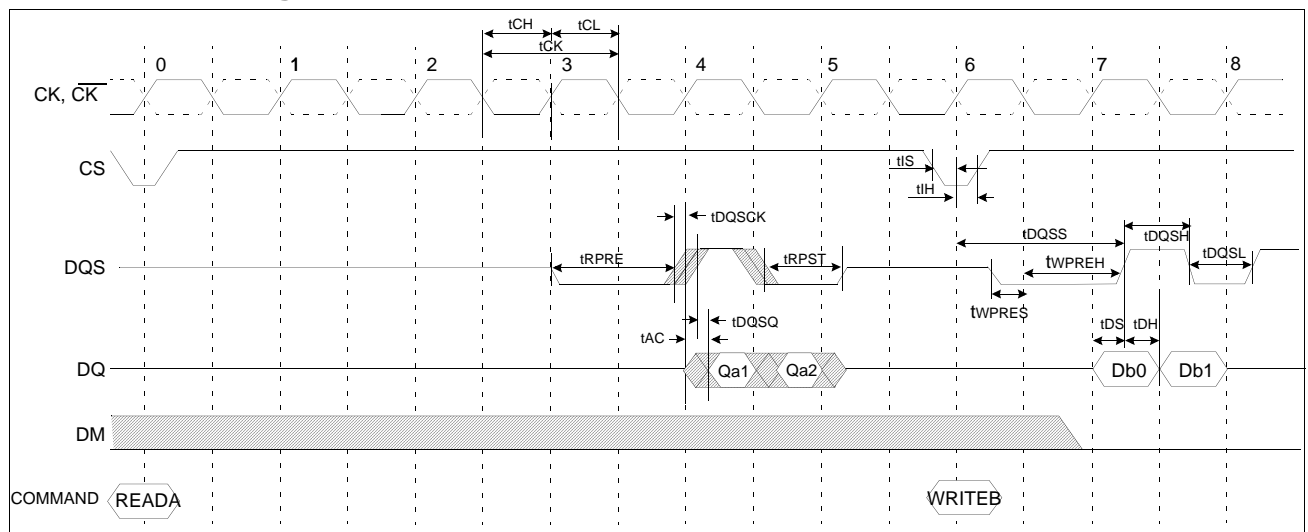 tCH tCL
tCK
0 1 2 3 4 5 6 7 8
CK, CK
CS
tIS
tIH
tDQSCK
tDQSS
tDQSH
DQS
tRPRE
tRPST
tWPREH
tDQSL
tWPRES
tDQSQ
tAC
tDS tDH
DQ
Qa1 Qa2 Db0 Db1
DM
COMMAND READA WRITEB